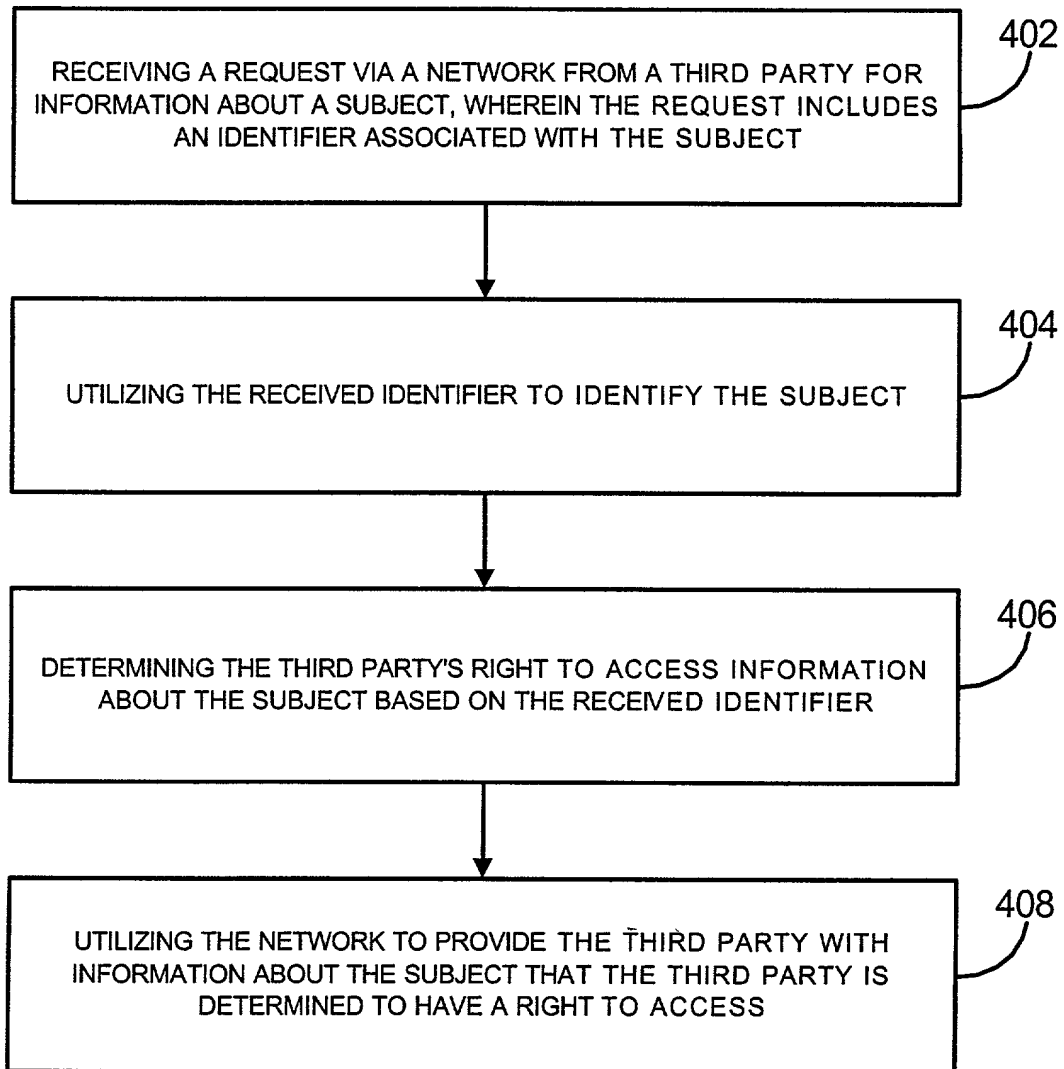 402
RECEIVING A REQUEST VIA A NETWORK FROM A THIRD PARTY FOR
INFORMATION ABOUT A SUBJECT, WHEREIN THE REQUEST INCLUDES
AN IDENTIFIER ASSOCIATED WITH THE SUBJECT
404
UTILIZING THE RECEIVED IDENTIFIER TO IDENTIFY THE SUBJECT
406
DETERMINING THE THIRD PARTY'S RIGHT TO ACCESS INFORMATION
ABOUT THE SUBJECT BASED ON THE RECEIVED IDENTIFIER
408
UTILIZING THE NETWORK TO PROVIDE THE THIRD PARTY WITH
INFORMATION ABOUT THE SUBJECT THAT THE THIRD PARTY IS
DETERMINED TO HAVE A RIGHT TO ACCESS